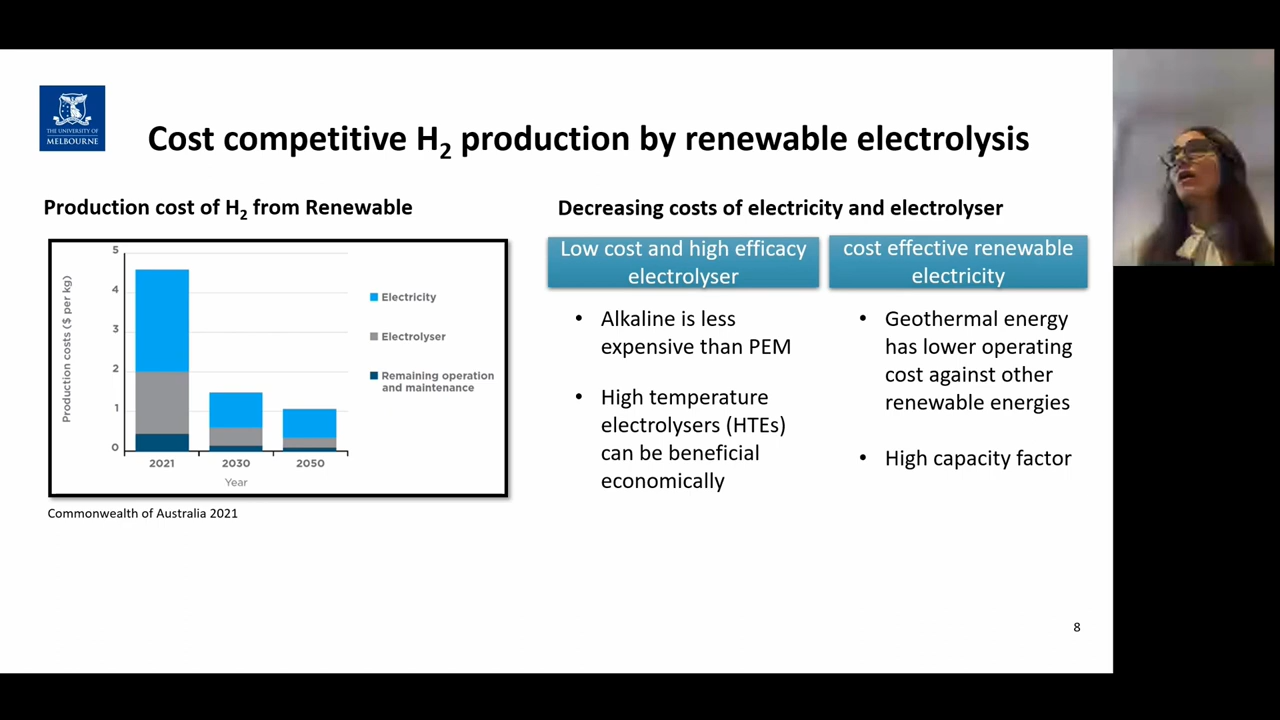 THE UNIVERSITY OF
MELBOURNE
Cost competitive H2 production by renewable electrolysis
Production cost of H2 from Renewable
Production costs ($ per kg)
5
4
3
2
1
0
2021
2030
2050
Year
Electricity
Electrolyser
Remaining operation
and maintenance
Commonwealth of Australia 2021
Decreasing costs of electricity and electrolyser
Low cost and high efficacy
electrolyser
• Alkaline is less
expensive than PEM
• High temperature
electrolysers (HTEs)
can be beneficial
economically
cost effective renewable
electricity
• Geothermal energy
has lower operating
cost against other
renewable energies
• High capacity factor
8